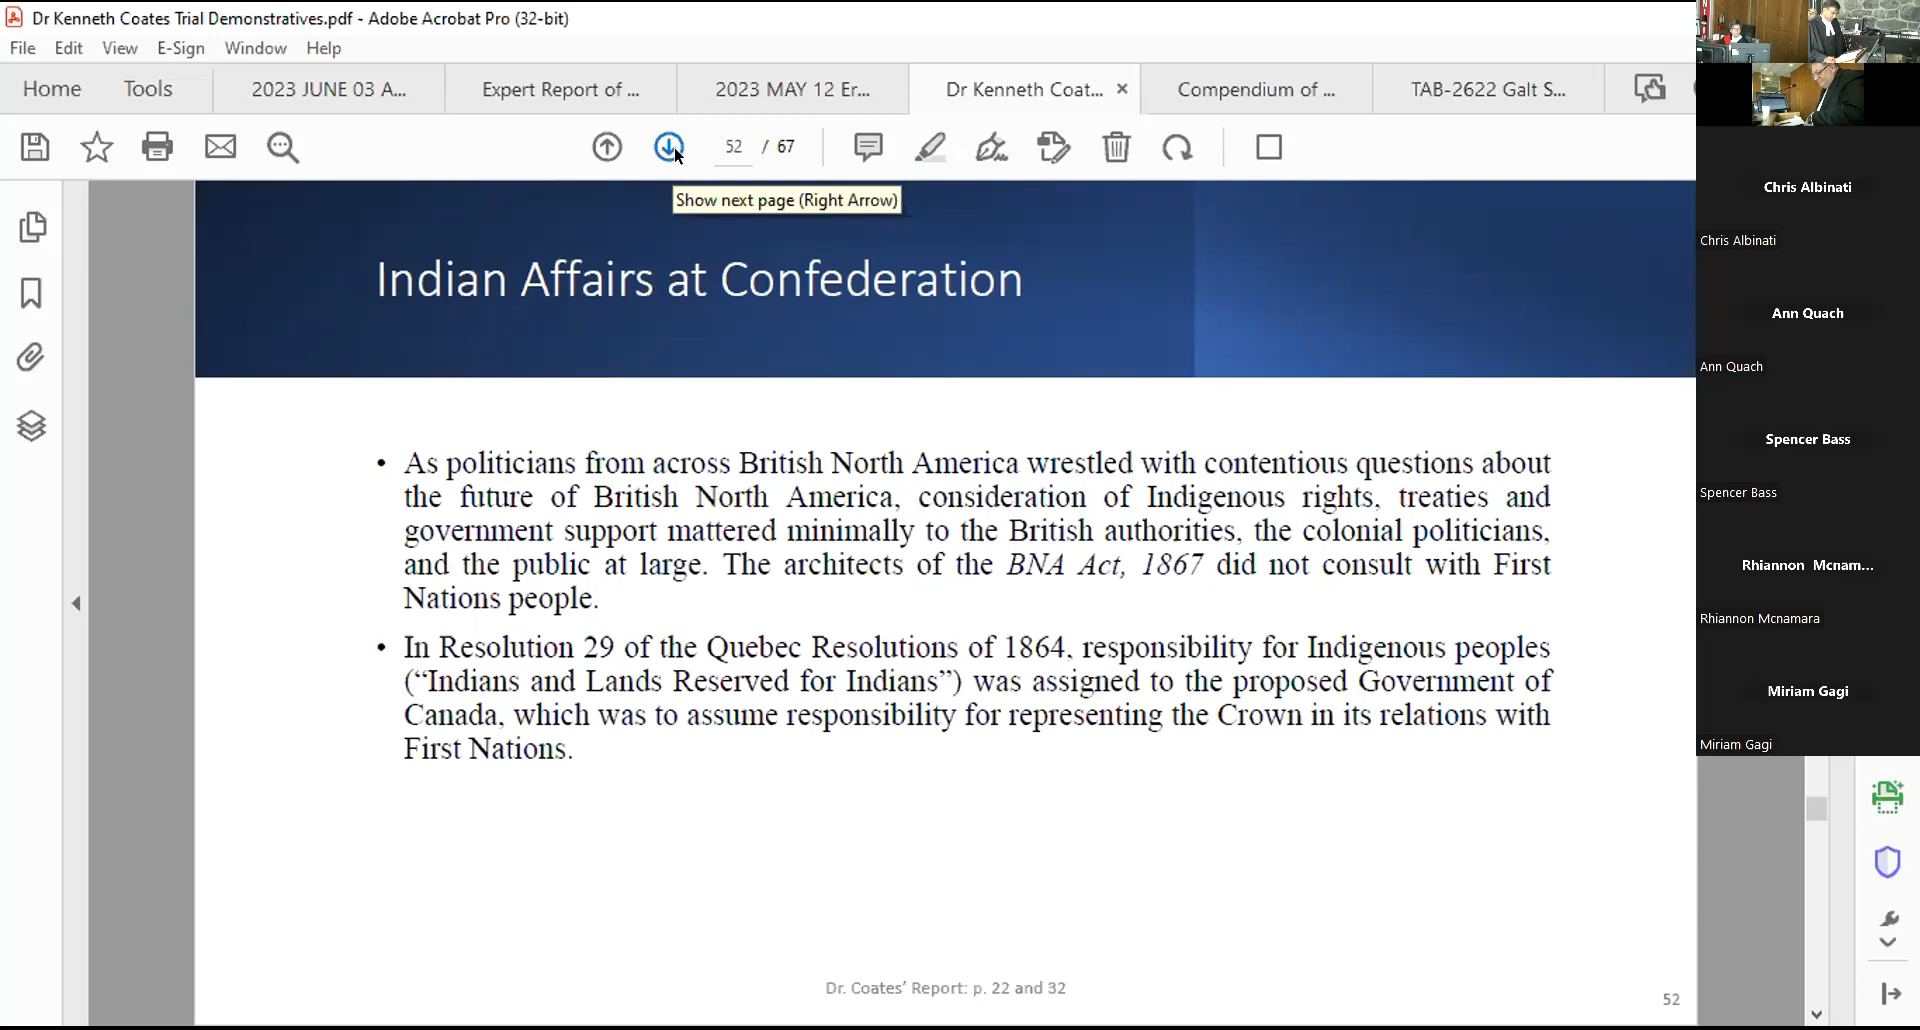 Dr Kenneth Coates Trial Demonstratives.pdf - Adobe Acrobat Pro (32-bit)
File Edit View E-Sign Window Help
Home Tools 2023 JUNE 03 A... Expert Report of ... 2023 MAY 12 Er... Dr Kenneth Coat... × Compendium of ... TAB-2622 Galt S...
52 / 67
Show next page (Right Arrow)
Indian Affairs at Confederation
• As politicians from across British North America wrestled with contentious questions about
the future of British North America, consideration of Indigenous rights, treaties and
government support mattered minimally to the British authorities, the colonial politicians,
and the public at large. The architects of the BNA Act, 1867 did not consult with First
Nations people.
• In Resolution 29 of the Quebec Resolutions of 1864, responsibility for Indigenous peoples
(“Indians and Lands Reserved for Indians”) was assigned to the proposed Government of
Canada, which was to assume responsibility for representing the Crown in its relations with
First Nations.
Dr. Coates’ Report: p. 22 and 32
52
Chris Albinati
Chris Albinati
Ann Quach
Ann Quach
Spencer Bass
Spencer Bass
Rhiannon Mcnam...
Rhiannon Mcnamara
Miriam Gagi
Miriam Gagi